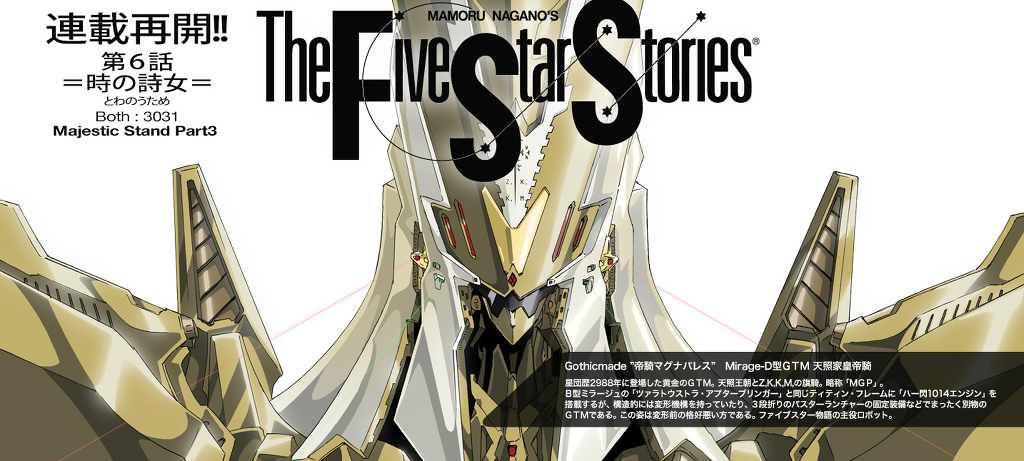 連載再開!!
第6話
＝時の詩女＝
とわのうため
Both : 3031
Majestic Stand Part3
MAMORU NAGANO'S
The Five Star Stories®
Z, K,
K, M
Gothicmade "帝騎マグナパレス" Mirage-D型GTM 天照家皇帝騎
星団歴2988年に登場した黄金のGTM。天照王朝とZ,K,K,M,の旗騎。略称「MGP」。
B型ミラージュの「ツァラトウストラ・アプターブリンガー」と同じティティン・フレームに「ハー閃1014エンジン」を
搭載するが、構造的には変形機構を持っていたり、3段折りのバスターランチャーの固定装備などでまったく別物の
GTMである。この姿は変形前の格好悪い方である。ファイブスター物語の主役ロボット。